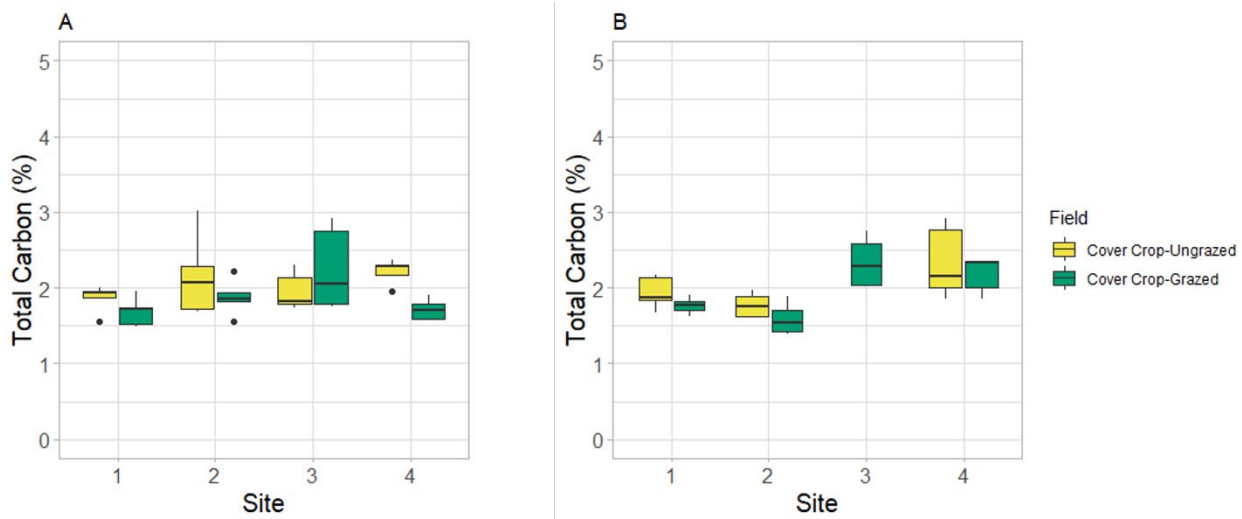 A
Total Carbon (%)
5
4
3
2
1
0
1 2 3 4
Site
B
Total Carbon (%)
5
4
3
2
1
0
1 2 3 4
Site
Field
Cover Crop-Ungrazed
Cover Crop-Grazed